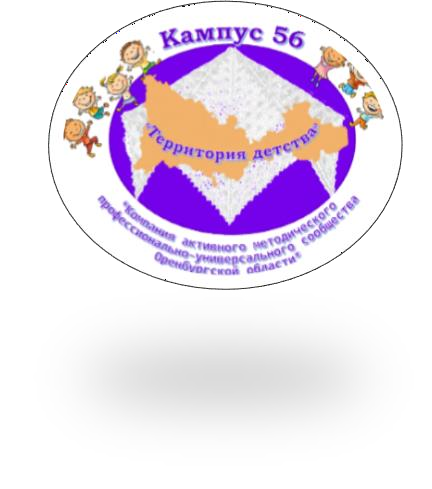 Кампус 56
"Территория детства"
"Компания активного методического
профессионально-универсального сообщества
Оренбургской области"